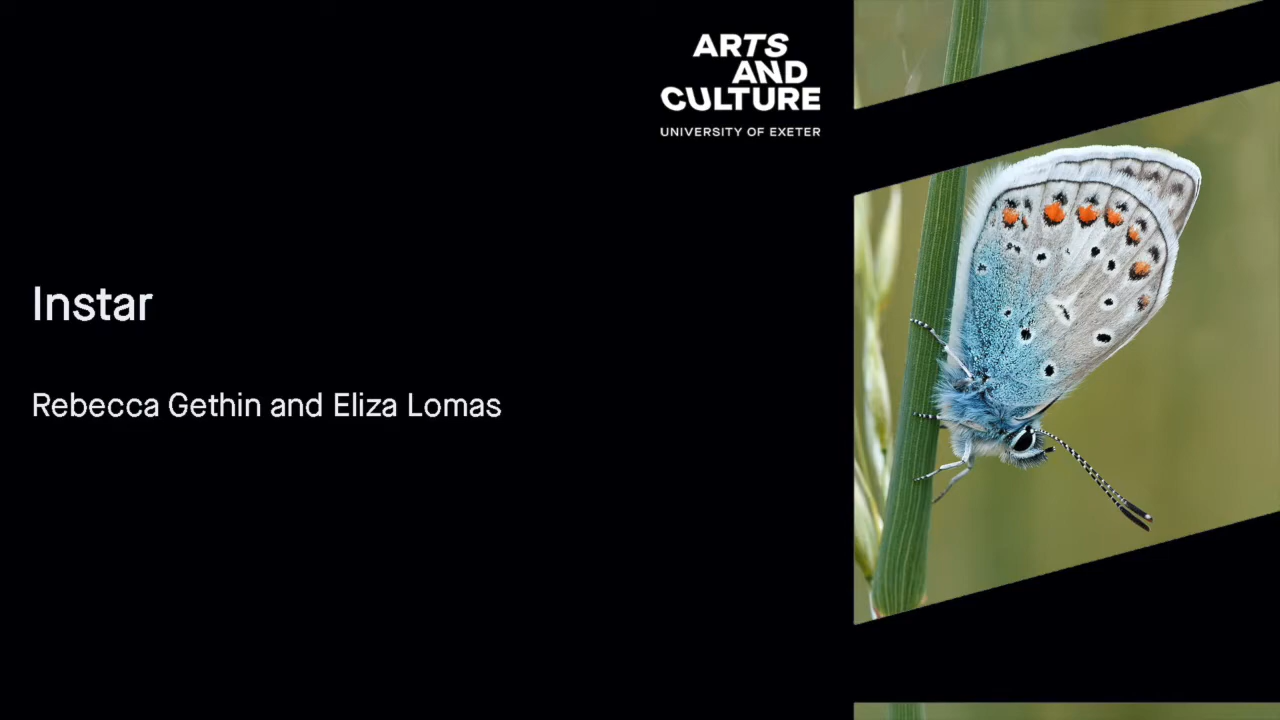 ARTS
AND
CULTURE
UNIVERSITY OF EXETER
Instar
Rebecca Gethin and Eliza Lomas